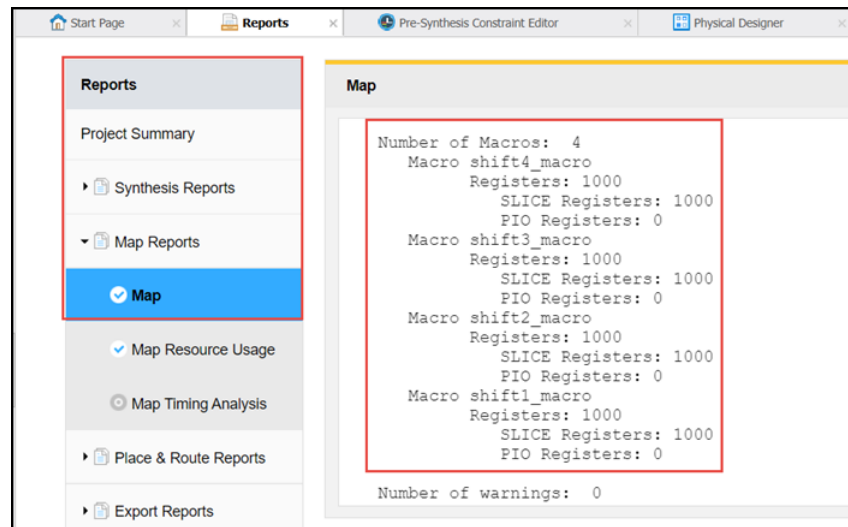 Start Page
Reports
Pre-Synthesis Constraint Editor
Physical Designer
Reports
Project Summary
Synthesis Reports
Map Reports
Map
Map Resource Usage
Map Timing Analysis
Place & Route Reports
Export Reports
Map
Number of Macros:  4
Macro shift4_macro
Registers: 1000
SLICE Registers: 1000
PIO Registers: 0
Macro shift3_macro
Registers: 1000
SLICE Registers: 1000
PIO Registers: 0
Macro shift2_macro
Registers: 1000
SLICE Registers: 1000
PIO Registers: 0
Macro shift1_macro
Registers: 1000
SLICE Registers: 1000
PIO Registers: 0
Number of warnings:  0